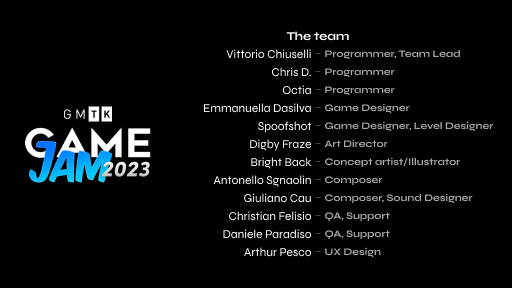 GMTK
GAME
JAM 2023
The team
Vittorio Chiuselli – Programmer, Team Lead
Chris D. – Programmer
Octia – Programmer
Emmanuella Dasilva – Game Designer
Spoofshot – Game Designer, Level Designer
Digby Fraze – Art Director
Bright Back – Concept artist/Illustrator
Antonello Sgnaolin – Composer
Giuliano Cau – Composer, Sound Designer
Christian Felisio – QA, Support
Daniele Paradiso – QA, Support
Arthur Pesco – UX Design